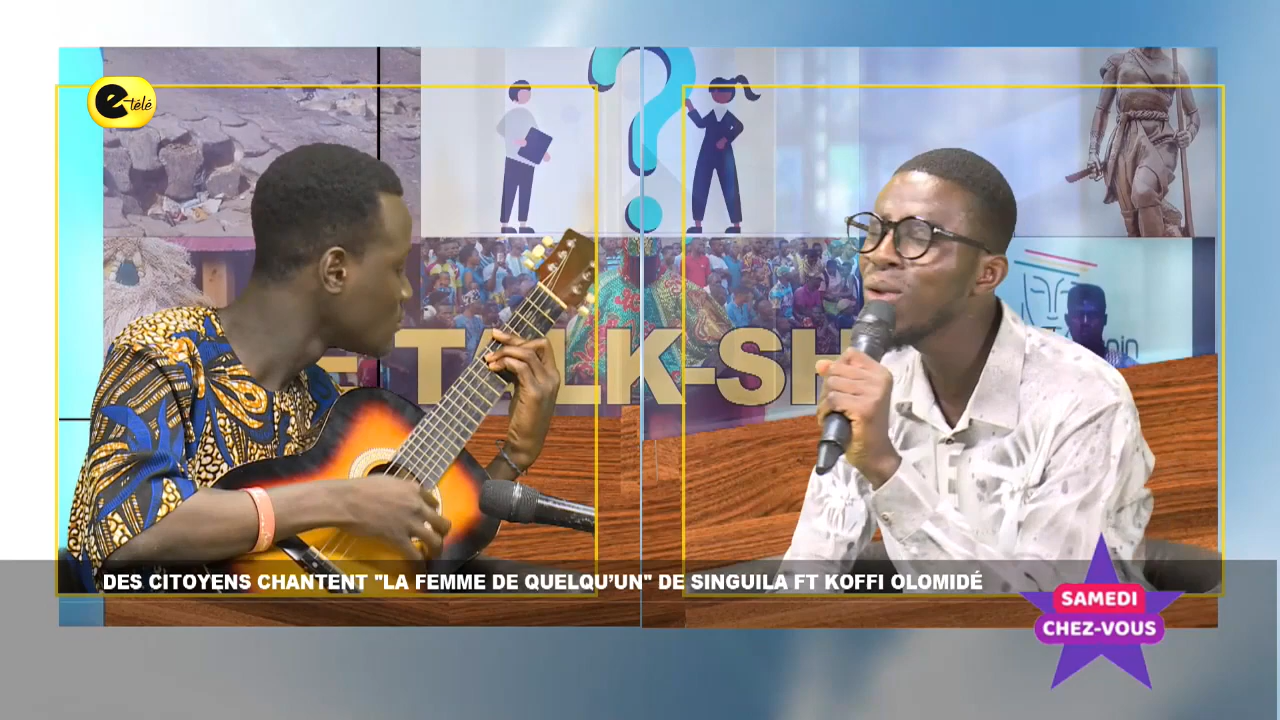 e-télé
E TALK-SH
nin
DES CITOYENS CHANTENT "LA FEMME DE QUELQU'UN" DE SINGUILA FT KOFFI OLOMIDÉ
SAMEDI
CHEZ-VOUS